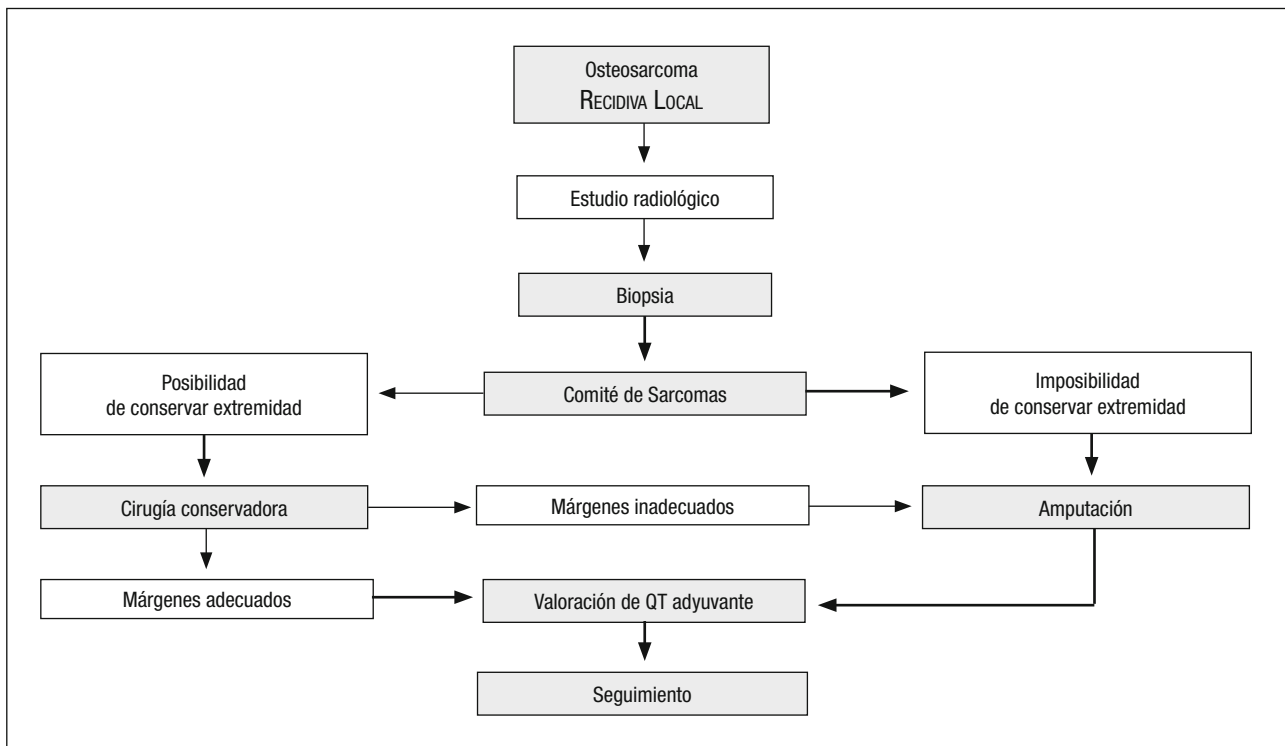 Osteosarcoma
RECIDIVA LOCAL
Estudio radiológico
Biopsia
Posibilidad
de conservar extremidad
Comité de Sarcomas
Imposibilidad
de conservar extremidad
Cirugía conservadora
Márgenes inadecuados
Amputación
Márgenes adecuados
Valoración de QT adyuvante
Seguimiento